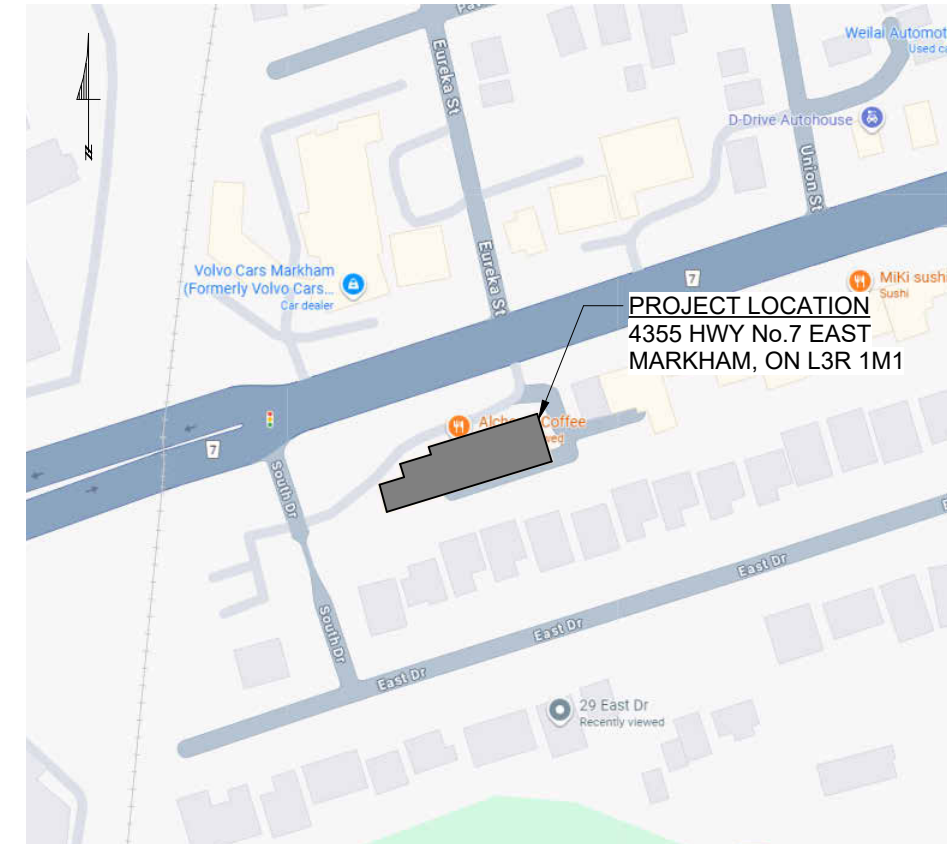 Eureka St
Weilai Automot
Used ca
D-Drive Autohouse
Union St
Eureka St
Volvo Cars Markham
(Formerly Volvo Cars...
Car dealer
7
MiKi sushi
Sushi
PROJECT LOCATION
4355 HWY No.7 EAST
MARKHAM, ON L3R 1M1
Coffee
7
South Dr
East Dr
East Dr
South Dr
East Dr
29 East Dr
Recently viewed
N